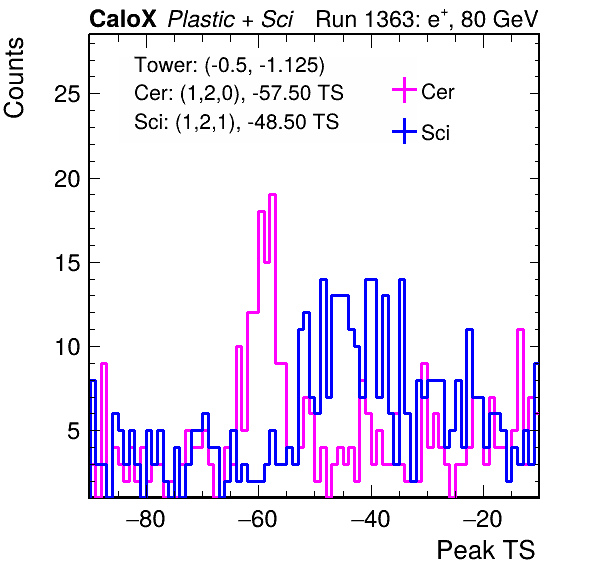 CaloX Plastic + Sci Run 1363: e+, 80 GeV
Counts
Tower: (-0.5, -1.125)
Cer: (1,2,0), -57.50 TS
Sci: (1,2,1), -48.50 TS
Cer
Sci
25
20
15
10
5
−80 −60 −40 −20
Peak TS